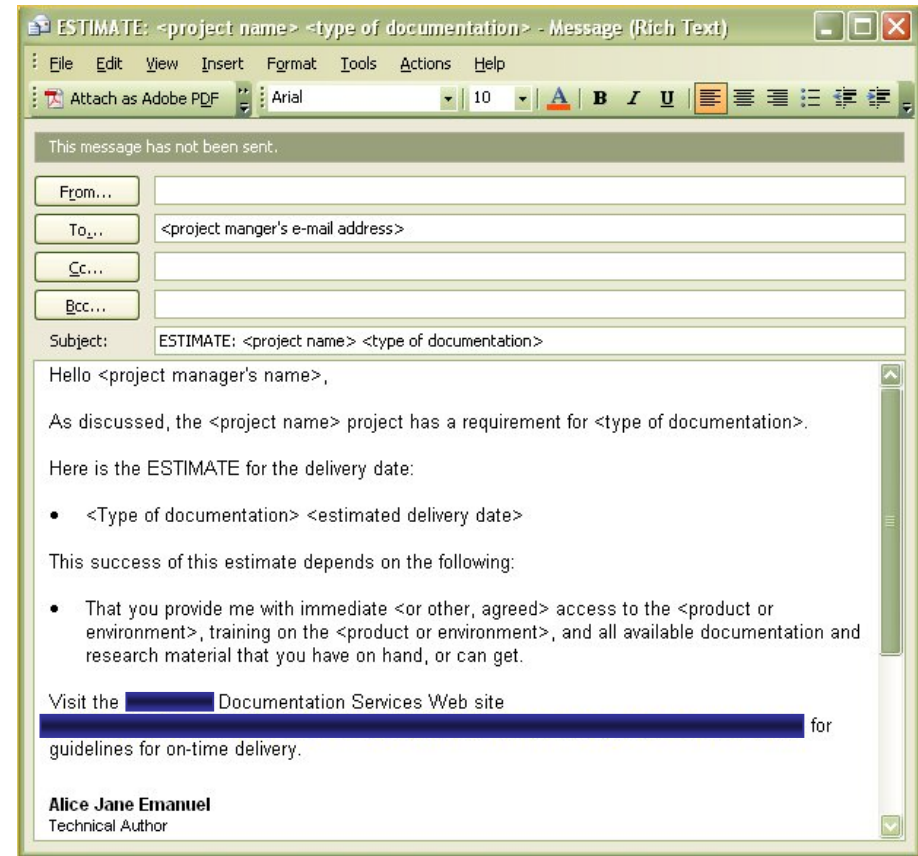 ESTIMATE: <project name> <type of documentation> - Message (Rich Text)
File Edit View Insert Format Tools Actions Help
Attach as Adobe PDF Arial 10 A B I U
This message has not been sent.
From...
To... <project manger's e-mail address>
Cc...
Bcc...
Subject: ESTIMATE: <project name> <type of documentation>
Hello <project manager's name>,
As discussed, the <project name> project has a requirement for <type of documentation>.
Here is the ESTIMATE for the delivery date:
• <Type of documentation> <estimated delivery date>
This success of this estimate depends on the following:
• That you provide me with immediate <or other, agreed> access to the <product or
environment>, training on the <product or environment>, and all available documentation and
research material that you have on hand, or can get.
Visit the Documentation Services Web site
for
guidelines for on-time delivery.
Alice Jane Emanuel
Technical Author